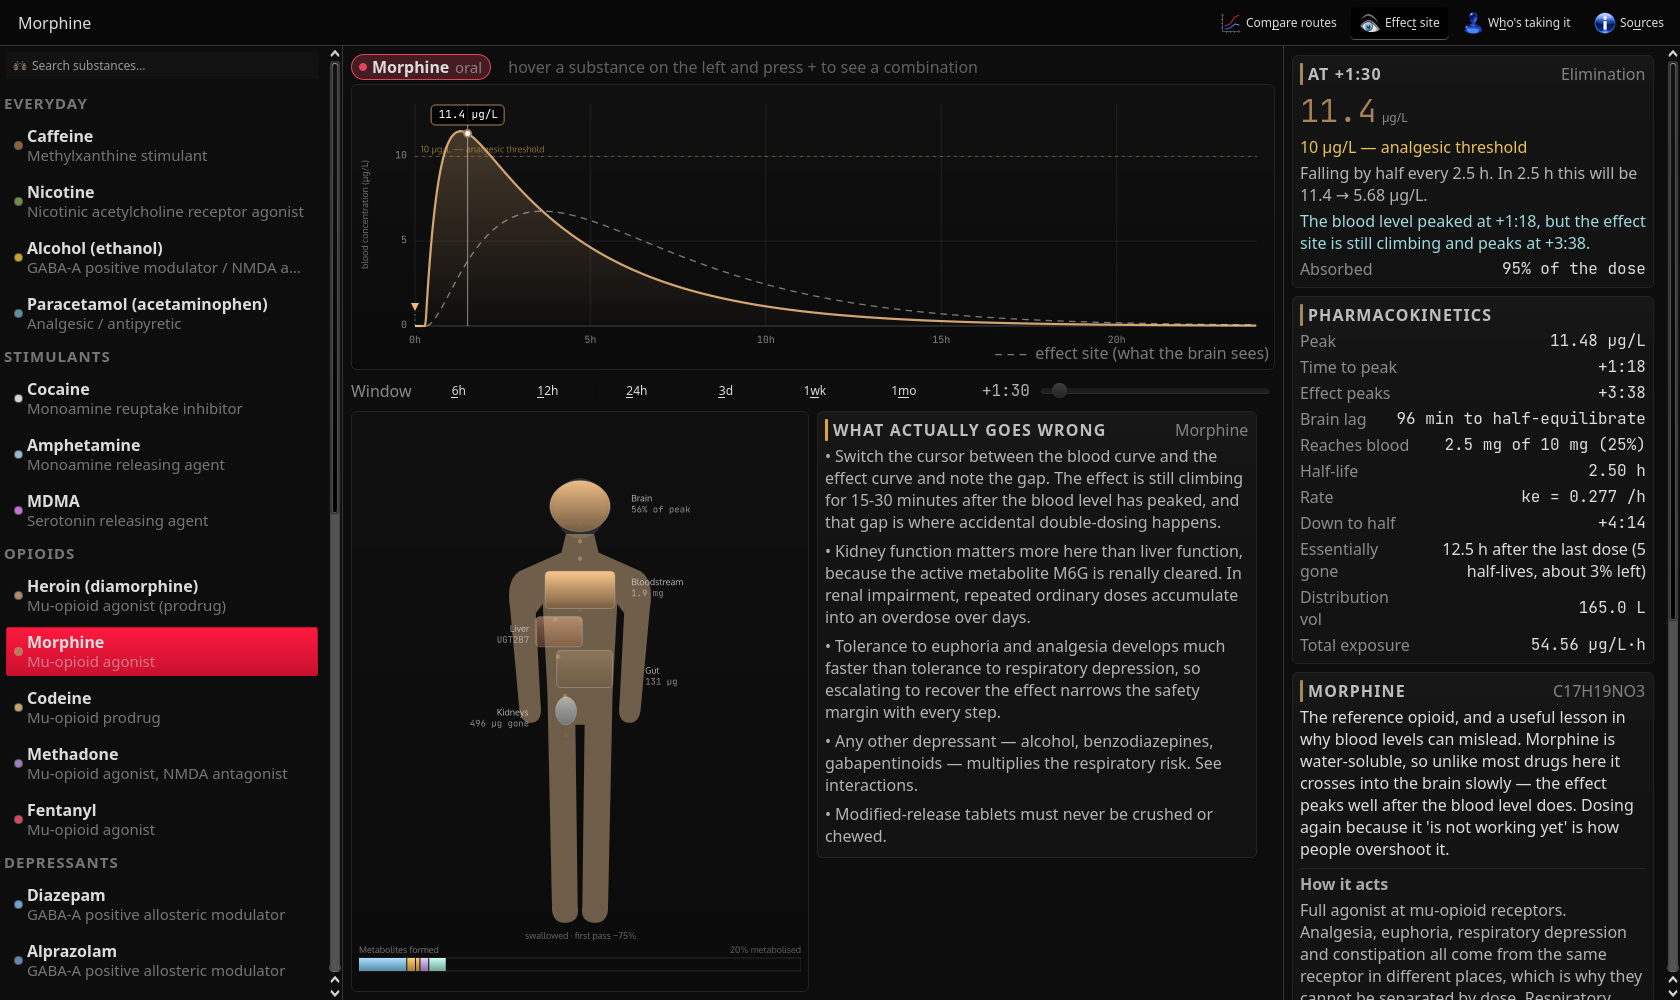 Morphine
Compare routes
Effect site
Who's taking it
Sources
Search substances...
EVERYDAY
Caffeine
Methylxanthine stimulant
Nicotine
Nicotinic acetylcholine receptor agonist
Alcohol (ethanol)
GABA-A positive modulator / NMDA a...
Paracetamol (acetaminophen)
Analgesic / antipyretic
STIMULANTS
Cocaine
Monoamine reuptake inhibitor
Amphetamine
Monoamine releasing agent
MDMA
Serotonin releasing agent
OPIOIDS
Heroin (diamorphine)
Mu-opioid agonist (prodrug)
Morphine
Mu-opioid agonist
Codeine
Mu-opioid prodrug
Methadone
Mu-opioid agonist, NMDA antagonist
Fentanyl
Mu-opioid agonist
DEPRESSANTS
Diazepam
GABA-A positive allosteric modulator
Alprazolam
GABA-A positive allosteric modulator
Morphine oral
hover a substance on the left and press + to see a combination
11.4 µg/L
10 µg/L — analgesic threshold
blood concentration (µg/L)
10
5
0
0h
5h
10h
15h
20h
--- effect site (what the brain sees)
Window
6h
12h
24h
3d
1wk
1mo
+1:30
Brain
56% of peak
Bloodstream
1.9 mg
Liver
UGT2B7
Gut
131 µg
Kidneys
496 µg gone
swallowed · first pass ~75%
Metabolites formed
20% metabolised
WHAT ACTUALLY GOES WRONG
Morphine
• Switch the cursor between the blood curve and the
effect curve and note the gap. The effect is still climbing
for 15-30 minutes after the blood level has peaked, and
that gap is where accidental double-dosing happens.
• Kidney function matters more here than liver function,
because the active metabolite M6G is renally cleared. In
renal impairment, repeated ordinary doses accumulate
into an overdose over days.
• Tolerance to euphoria and analgesia develops much
faster than tolerance to respiratory depression, so
escalating to recover the effect narrows the safety
margin with every step.
• Any other depressant — alcohol, benzodiazepines,
gabapentinoids — multiplies the respiratory risk. See
interactions.
• Modified-release tablets must never be crushed or
chewed.
AT +1:30
Elimination
11.4 µg/L
10 µg/L — analgesic threshold
Falling by half every 2.5 h. In 2.5 h this will be
11.4 → 5.68 µg/L.
The blood level peaked at +1:18, but the effect
site is still climbing and peaks at +3:38.
Absorbed
95% of the dose
PHARMACOKINETICS
Peak
11.48 µg/L
Time to peak
+1:18
Effect peaks
+3:38
Brain lag
96 min to half-equilibrate
Reaches blood
2.5 mg of 10 mg (25%)
Half-life
2.50 h
Rate
ke = 0.277 /h
Down to half
+4:14
Essentially
gone
12.5 h after the last dose (5
half-lives, about 3% left)
Distribution
vol
165.0 L
Total exposure
54.56 µg/L·h
MORPHINE
C17H19NO3
The reference opioid, and a useful lesson in
why blood levels can mislead. Morphine is
water-soluble, so unlike most drugs here it
crosses into the brain slowly — the effect
peaks well after the blood level does. Dosing
again because it 'is not working yet' is how
people overshoot it.
How it acts
Full agonist at mu-opioid receptors.
Analgesia, euphoria, respiratory depression
and constipation all come from the same
receptor in different places, which is why they
cannot be separated by dose. Respiratory